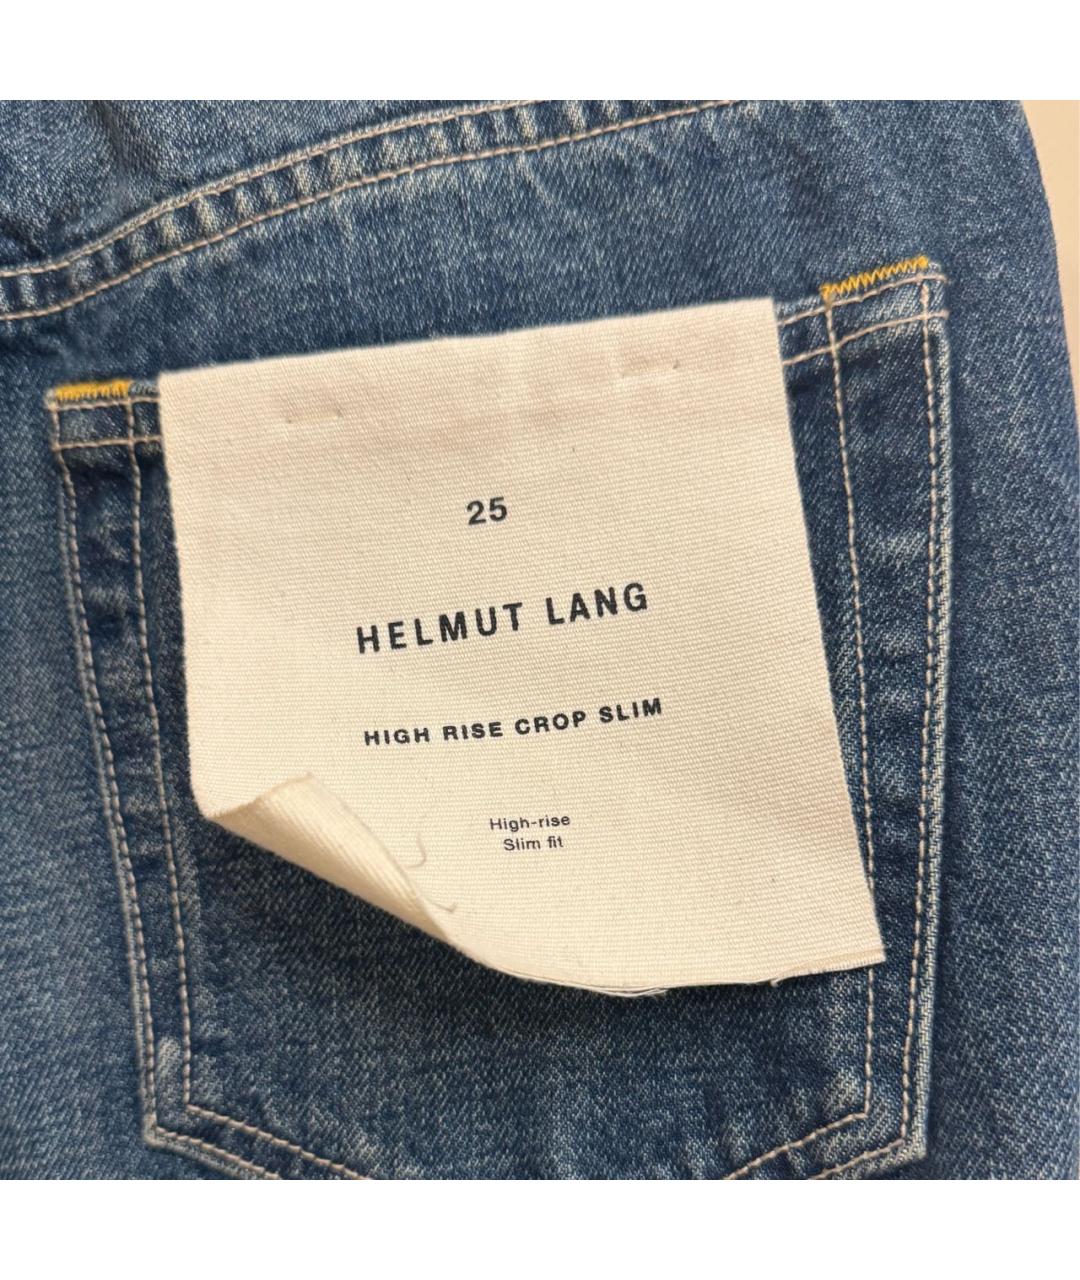 25
HELMUT LANG
HIGH RISE CROP SLIM
High-rise
Slim fit